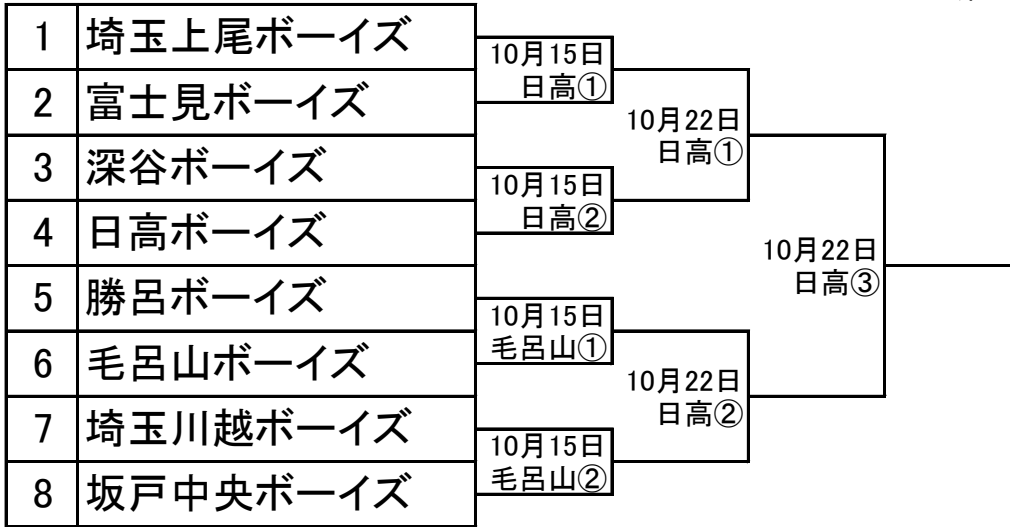 1 埼玉上尾ボーイズ
2 富士見ボーイズ
3 深谷ボーイズ
4 日高ボーイズ
5 勝呂ボーイズ
6 毛呂山ボーイズ
7 埼玉川越ボーイズ
8 坂戸中央ボーイズ
10月15日
日高①
10月15日
日高②
10月15日
毛呂山①
10月15日
毛呂山②
10月22日
日高①
10月22日
日高②
10月22日
日高③